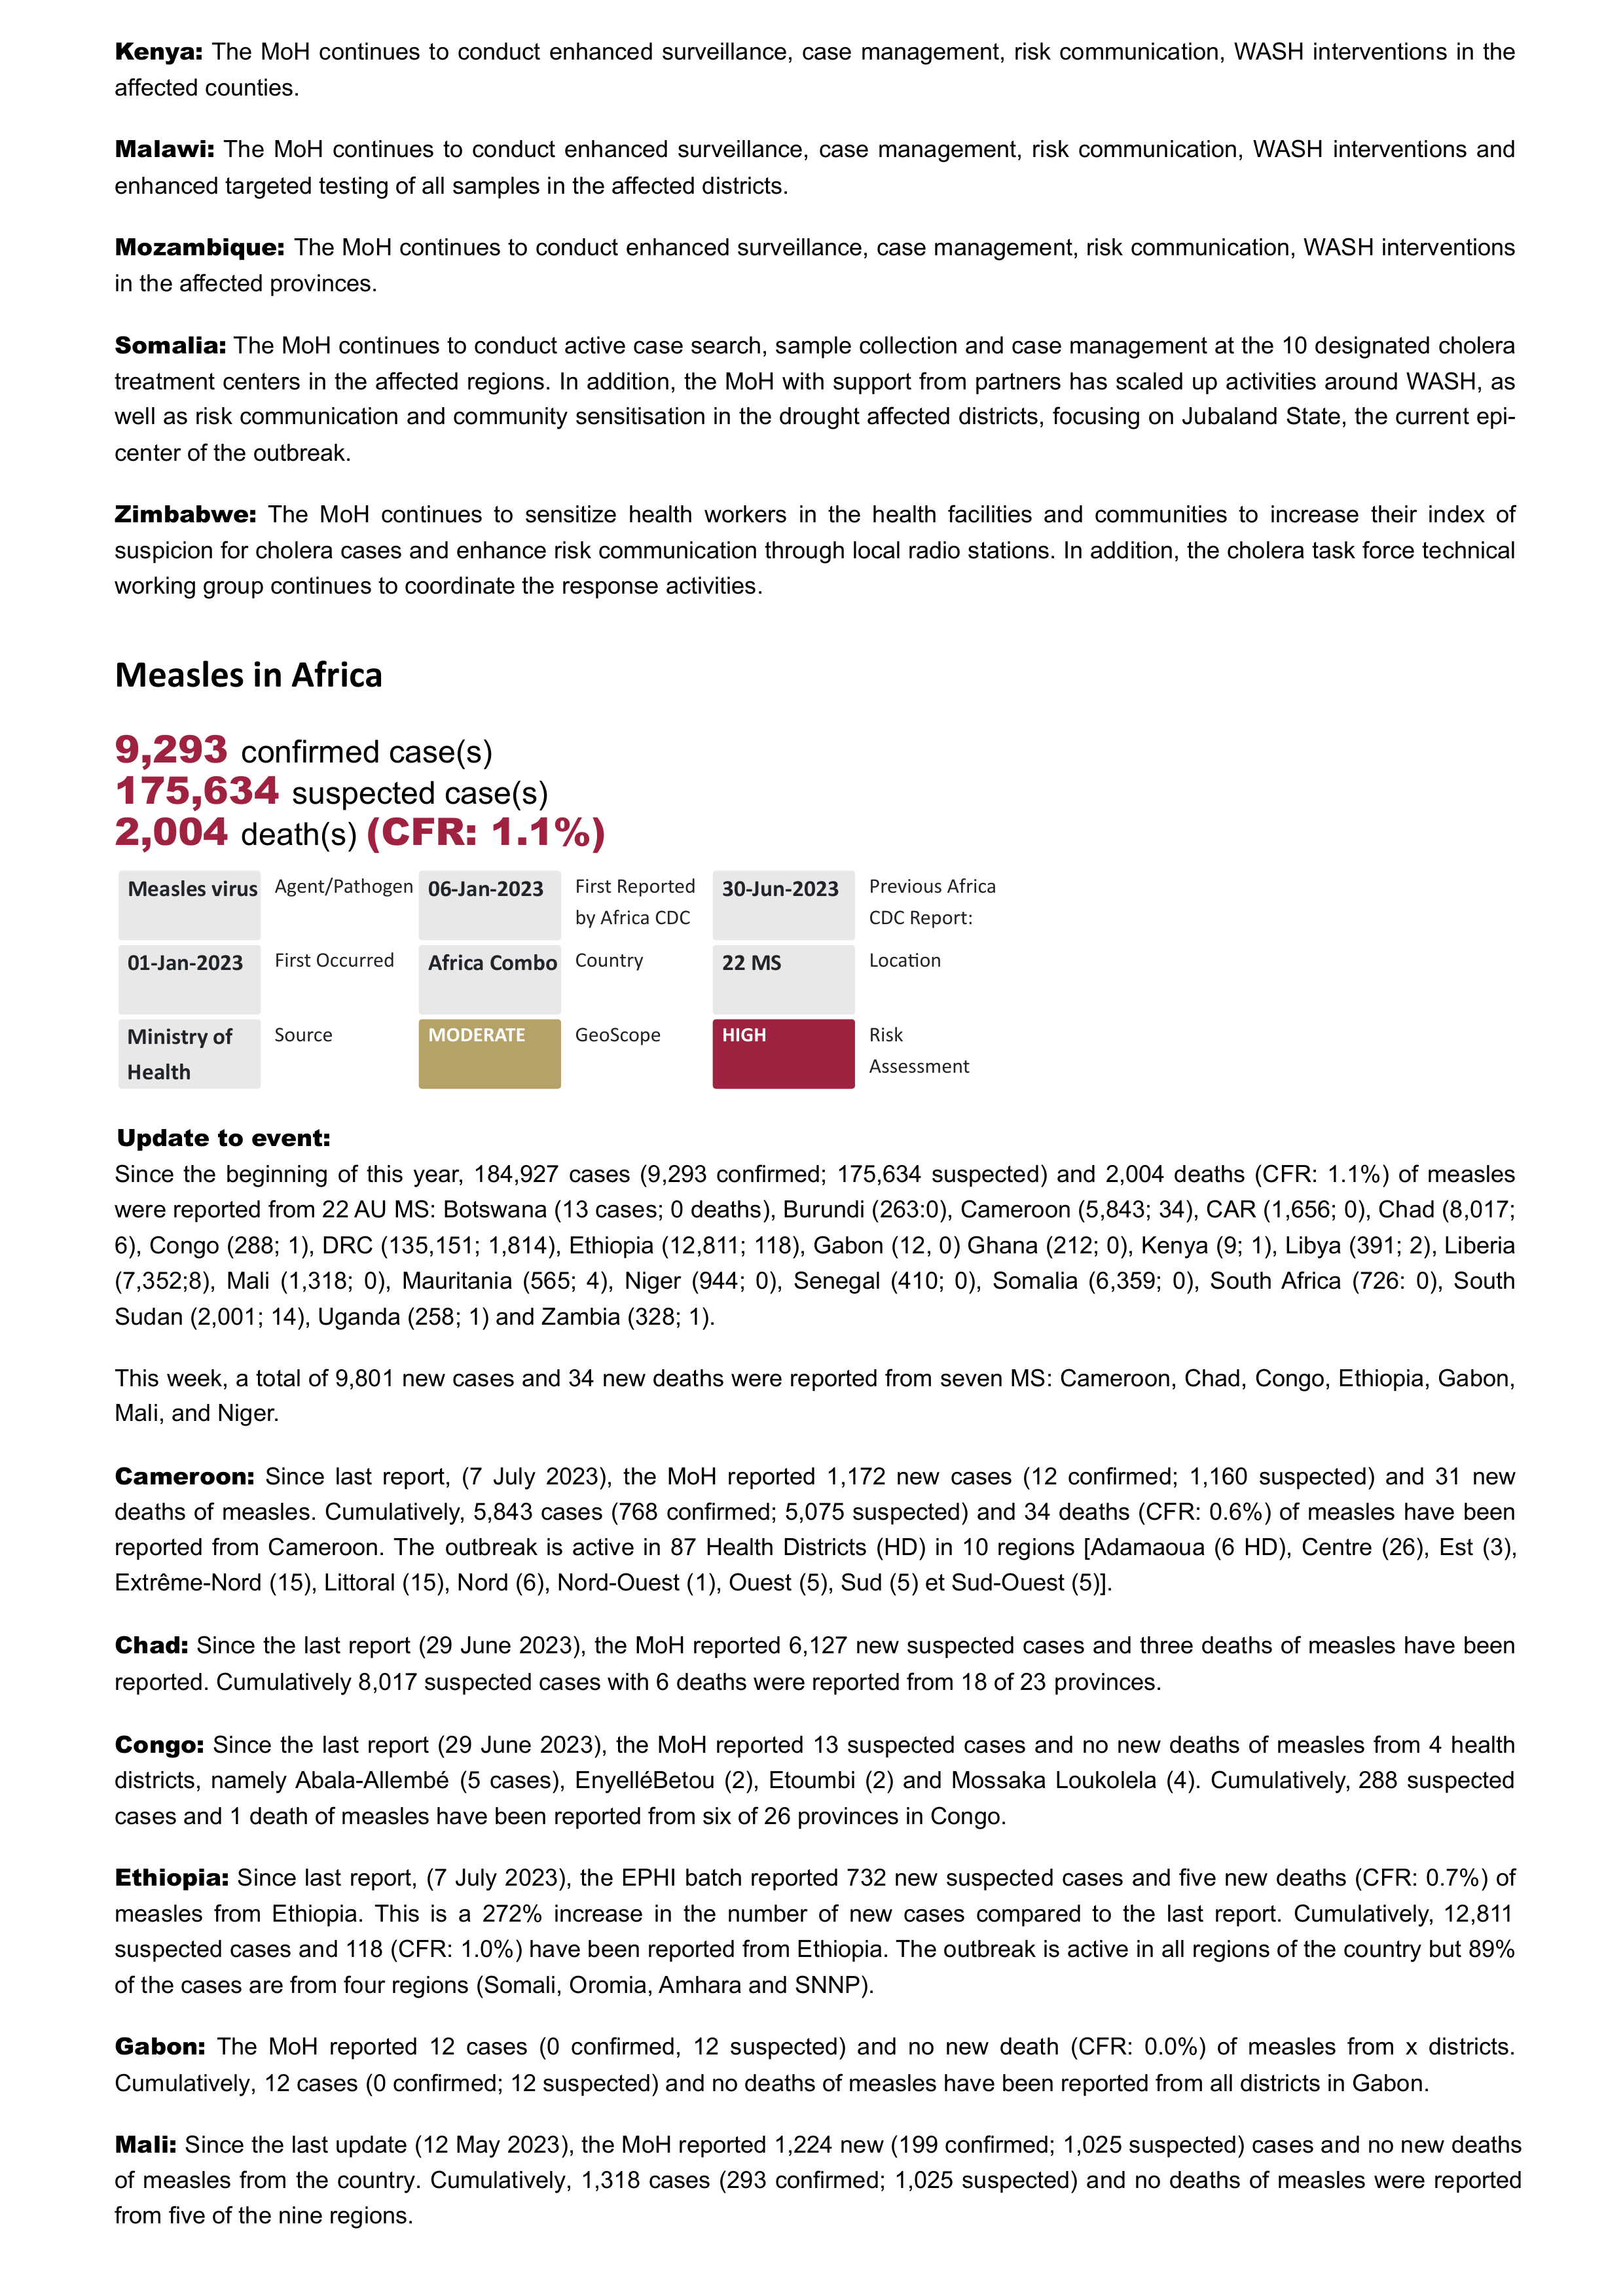 Kenya: The MoH continues to conduct enhanced surveillance, case management, risk communication, WASH interventions in the
affected counties.
Malawi: The MoH continues to conduct enhanced surveillance, case management, risk communication, WASH interventions and
enhanced targeted testing of all samples in the affected districts.
Mozambique: The MoH continues to conduct enhanced surveillance, case management, risk communication, WASH interventions
in the affected provinces.
Somalia: The MoH continues to conduct active case search, sample collection and case management at the 10 designated cholera
treatment centers in the affected regions. In addition, the MoH with support from partners has scaled up activities around WASH, as
well as risk communication and community sensitisation in the drought affected districts, focusing on Jubaland State, the current epi-
center of the outbreak.
Zimbabwe: The MoH continues to sensitize health workers in the health facilities and communities to increase their index of
suspicion for cholera cases and enhance risk communication through local radio stations. In addition, the cholera task force technical
working group continues to coordinate the response activities.
Measles in Africa
9,293 confirmed case(s)
175,634 suspected case(s)
2,004 death(s) (CFR: 1.1%)
Measles virus Agent/Pathogen 06-Jan-2023 First Reported by Africa CDC 30-Jun-2023 Previous Africa CDC Report:
01-Jan-2023 First Occurred Africa Combo Country 22 MS Location
Ministry of Health Source MODERATE GeoScope HIGH Risk Assessment
Update to event:
Since the beginning of this year, 184,927 cases (9,293 confirmed; 175,634 suspected) and 2,004 deaths (CFR: 1.1%) of measles
were reported from 22 AU MS: Botswana (13 cases; 0 deaths), Burundi (263:0), Cameroon (5,843; 34), CAR (1,656; 0), Chad (8,017;
6), Congo (288; 1), DRC (135,151; 1,814), Ethiopia (12,811; 118), Gabon (12, 0) Ghana (212; 0), Kenya (9; 1), Libya (391; 2), Liberia
(7,352;8), Mali (1,318; 0), Mauritania (565; 4), Niger (944; 0), Senegal (410; 0), Somalia (6,359; 0), South Africa (726: 0), South
Sudan (2,001; 14), Uganda (258; 1) and Zambia (328; 1).
This week, a total of 9,801 new cases and 34 new deaths were reported from seven MS: Cameroon, Chad, Congo, Ethiopia, Gabon,
Mali, and Niger.
Cameroon: Since last report, (7 July 2023), the MoH reported 1,172 new cases (12 confirmed; 1,160 suspected) and 31 new
deaths of measles. Cumulatively, 5,843 cases (768 confirmed; 5,075 suspected) and 34 deaths (CFR: 0.6%) of measles have been
reported from Cameroon. The outbreak is active in 87 Health Districts (HD) in 10 regions [Adamaoua (6 HD), Centre (26), Est (3),
Extrême-Nord (15), Littoral (15), Nord (6), Nord-Ouest (1), Ouest (5), Sud (5) et Sud-Ouest (5)].
Chad: Since the last report (29 June 2023), the MoH reported 6,127 new suspected cases and three deaths of measles have been
reported. Cumulatively 8,017 suspected cases with 6 deaths were reported from 18 of 23 provinces.
Congo: Since the last report (29 June 2023), the MoH reported 13 suspected cases and no new deaths of measles from 4 health
districts, namely Abala-Allembé (5 cases), EnyelléBetou (2), Etoumbi (2) and Mossaka Loukolela (4). Cumulatively, 288 suspected
cases and 1 death of measles have been reported from six of 26 provinces in Congo.
Ethiopia: Since last report, (7 July 2023), the EPHI batch reported 732 new suspected cases and five new deaths (CFR: 0.7%) of
measles from Ethiopia. This is a 272% increase in the number of new cases compared to the last report. Cumulatively, 12,811
suspected cases and 118 (CFR: 1.0%) have been reported from Ethiopia. The outbreak is active in all regions of the country but 89%
of the cases are from four regions (Somali, Oromia, Amhara and SNNP).
Gabon: The MoH reported 12 cases (0 confirmed, 12 suspected) and no new death (CFR: 0.0%) of measles from x districts.
Cumulatively, 12 cases (0 confirmed; 12 suspected) and no deaths of measles have been reported from all districts in Gabon.
Mali: Since the last update (12 May 2023), the MoH reported 1,224 new (199 confirmed; 1,025 suspected) cases and no new deaths
of measles from the country. Cumulatively, 1,318 cases (293 confirmed; 1,025 suspected) and no deaths of measles were reported
from five of the nine regions.